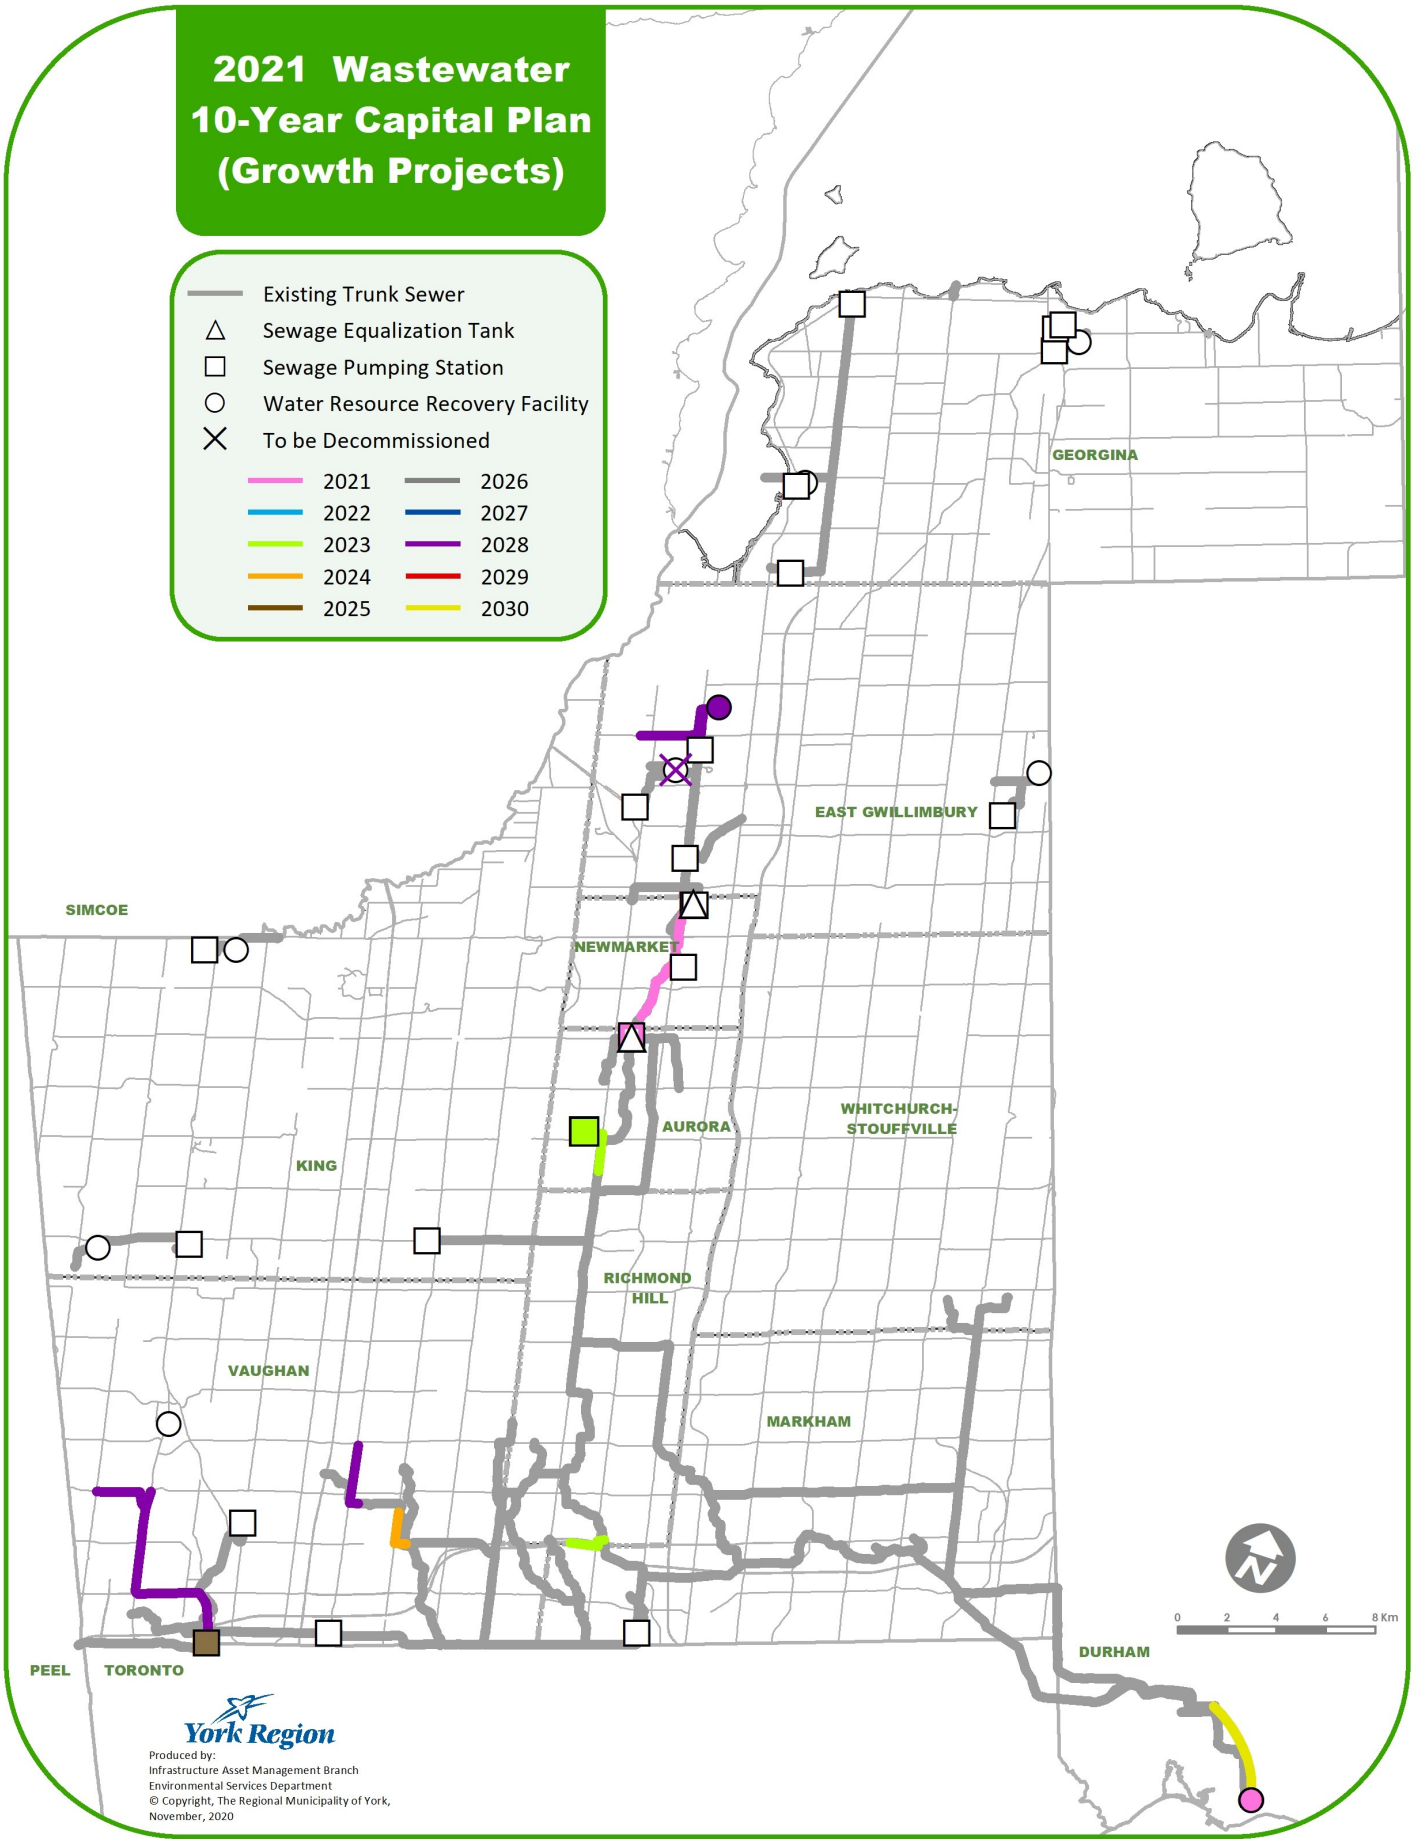 2021 Wastewater
10-Year Capital Plan
(Growth Projects)
Existing Trunk Sewer
Sewage Equalization Tank
Sewage Pumping Station
Water Resource Recovery Facility
To be Decommissioned
2021 2026
2022 2027
2023 2028
2024 2029
2025 2030
GEORGINA
EAST GWILLIMBURY
SIMCOE
NEWMARKET
WHITCHURCH-
STOUFFVILLE
AURORA
KING
RICHMOND
HILL
VAUGHAN
MARKHAM
N
0 2 4 6 8 Km
DURHAM
PEEL TORONTO
York Region
Produced by:
Infrastructure Asset Management Branch
Environmental Services Department
© Copyright, The Regional Municipality of York,
November, 2020